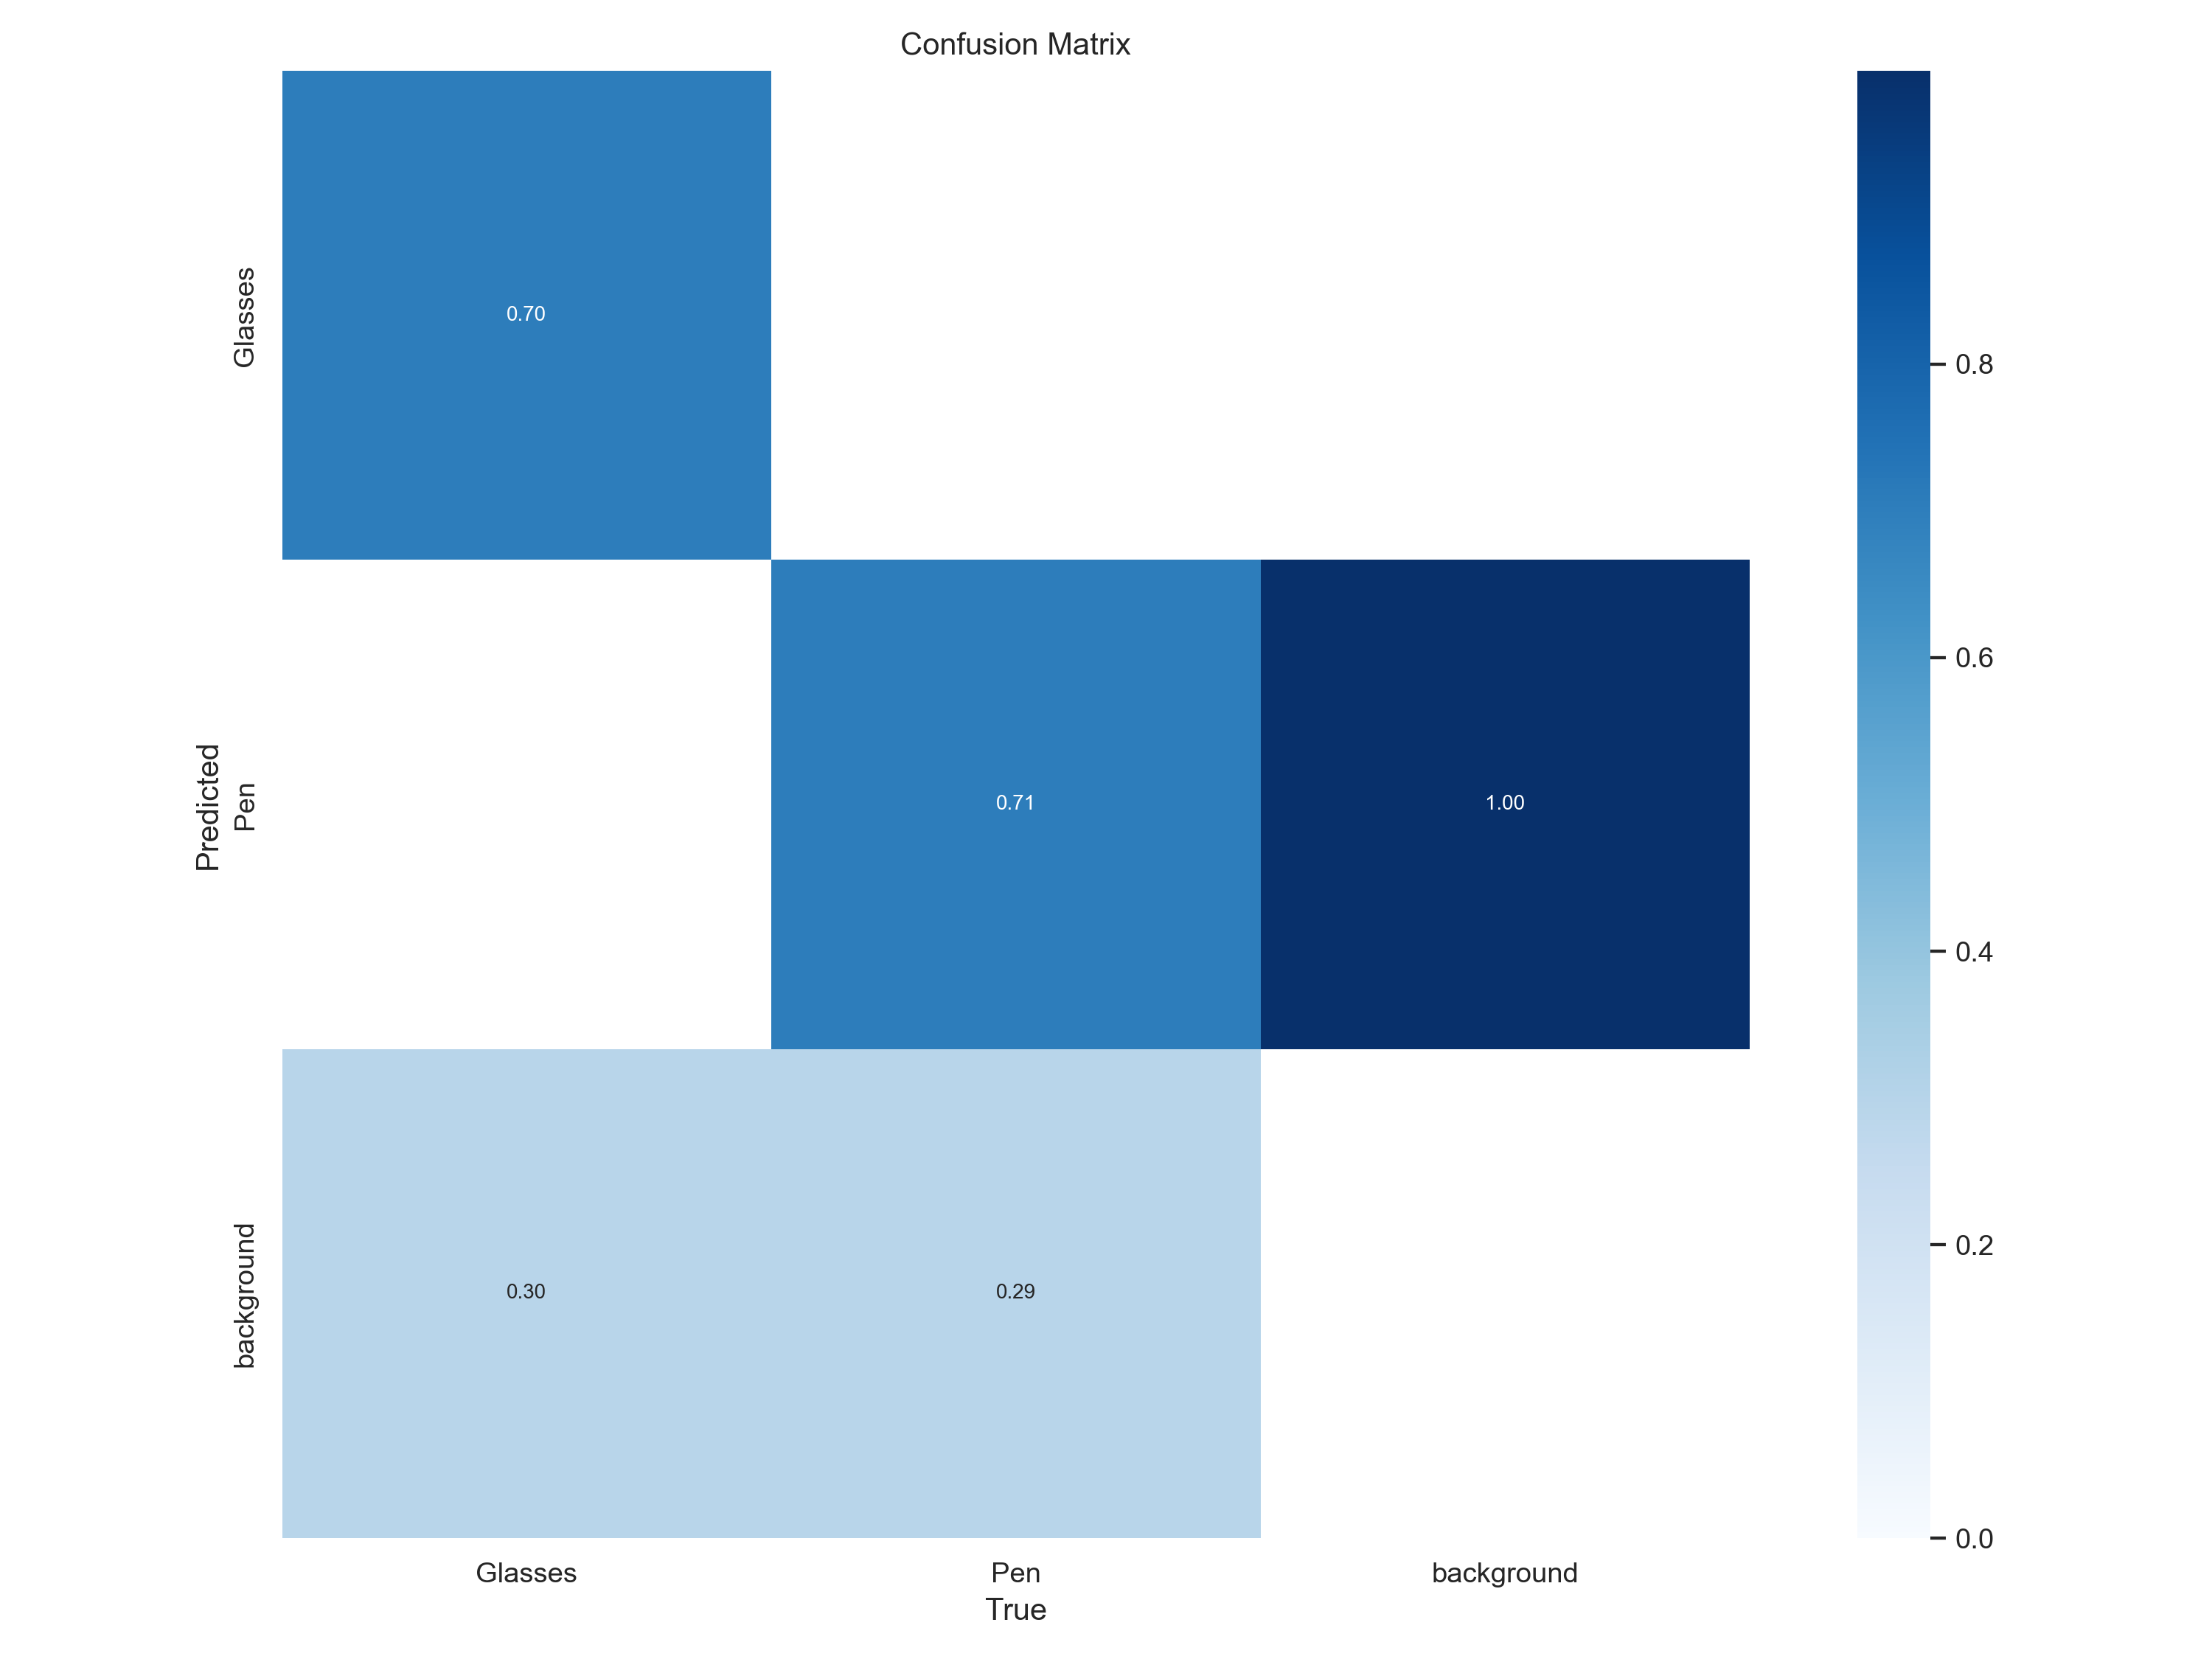 Confusion Matrix
Glasses
0.70
0.8
0.6
Predicted
Pen
0.71
1.00
0.4
background
0.30
0.29
0.2
0.0
Glasses
Pen
background
True